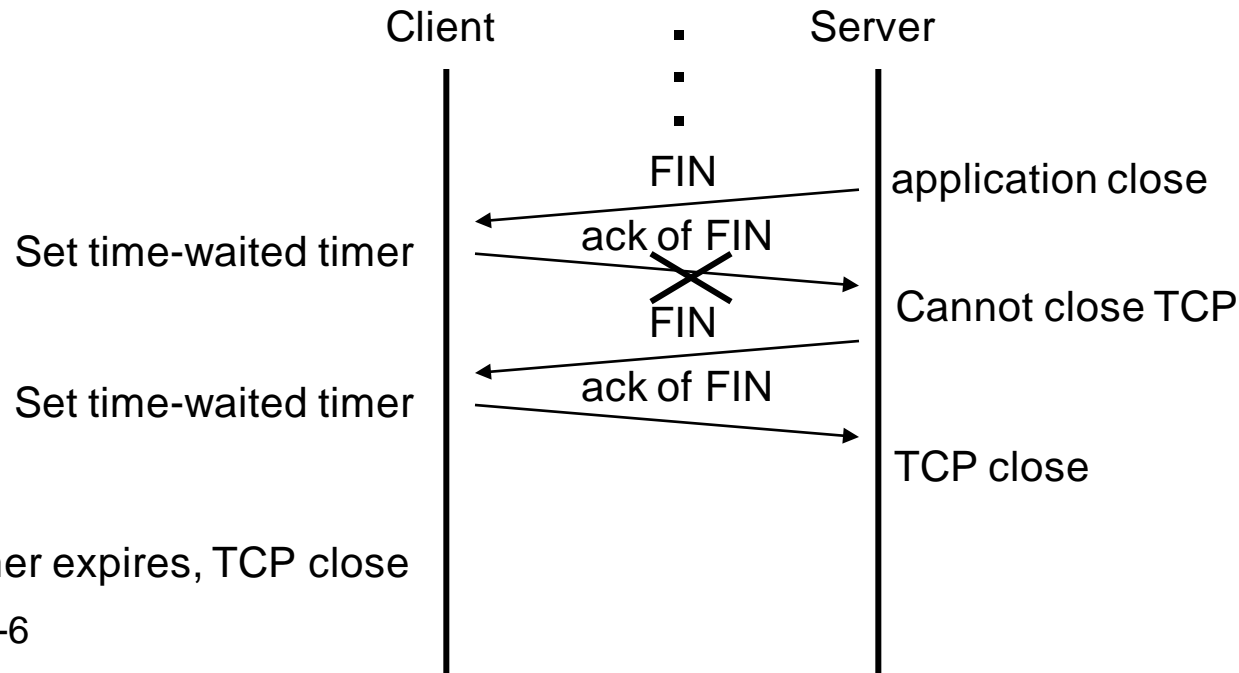 Client
Server
FIN
application close
ack of FIN
Set time-waited timer
Cannot close TCP
FIN
ack of FIN
Set time-waited timer
TCP close
expires, TCP close
-6